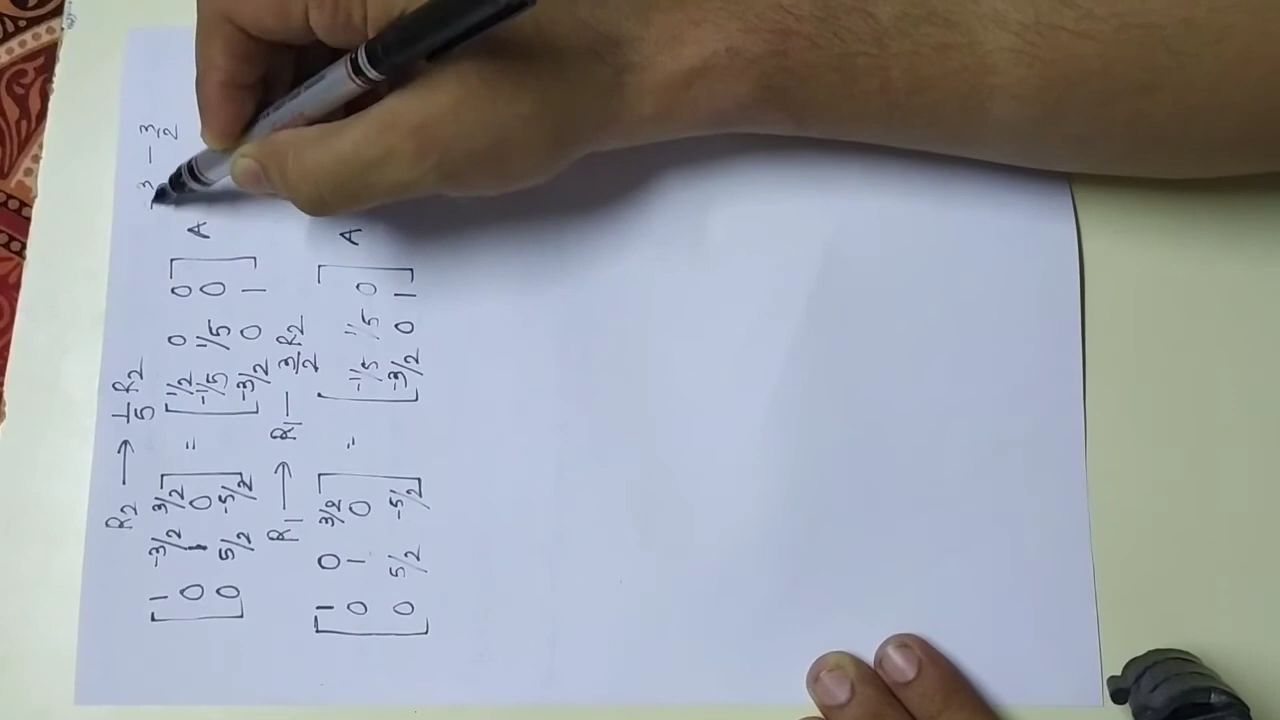 R2 → 1/5 R2
[1 -3/2 3/2] [1/2 0 0] 3 - 3/2
0 1 0 = -1/5 1/5 0 A
0 5/2 -5/2 -3/2 0 1
R1 → R1 - 3/2 R2
[1 0 3/2] [ ]
0 1 0 = -1/5 1/5 0 A
0 5/2 -5/2 -3/2 0 1